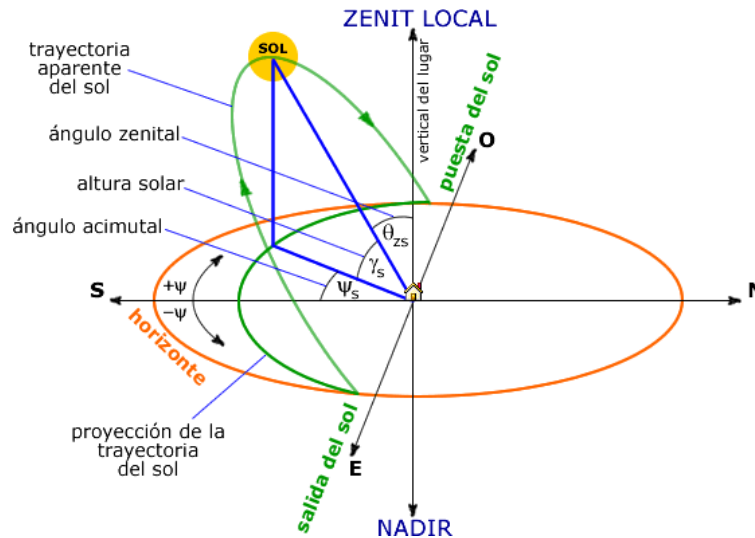 ZENIT LOCAL
trayectoria
aparente
del sol
SOL
vertical del lugar
puesta del sol
O
ángulo zenital
altura solar
ángulo acimutal
θzs
γs
ψs
S
+ψ
−ψ
N
horizonte
proyección de la
trayectoria
del sol
salida del sol
E
NADIR